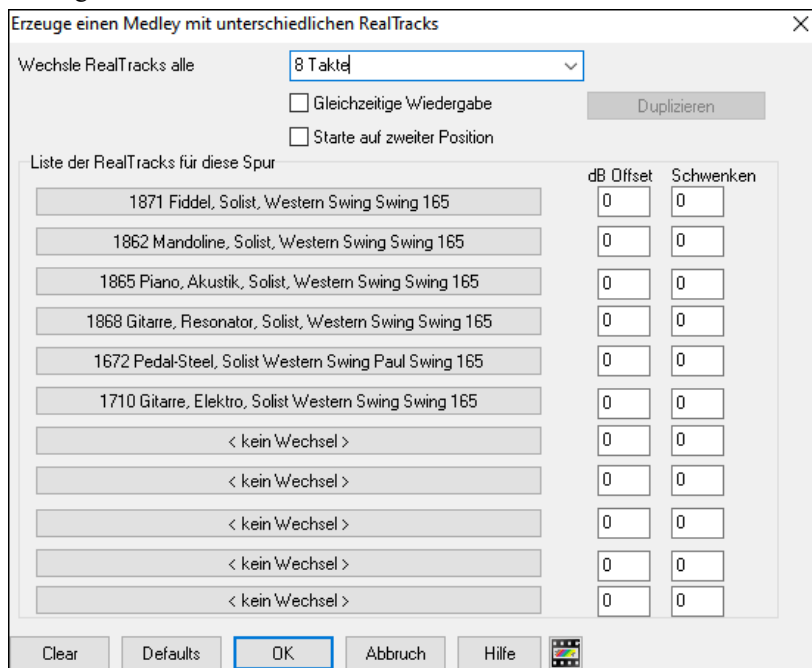 Erzeuge einen Medley mit unterschiedlichen RealTracks
Wechsle RealTracks alle 8 Takte
Gleichzeitige Wiedergabe Duplizieren
Starte auf zweiter Position
Liste der RealTracks für diese Spur dB Offset Schwenken
1871 Fiddel, Solist, Western Swing Swing 165 0 0
1862 Mandoline, Solist, Western Swing Swing 165 0 0
1865 Piano, Akustik, Solist, Western Swing Swing 165 0 0
1868 Gitarre, Resonator, Solist, Western Swing Swing 165 0 0
1672 Pedal-Steel, Solist Western Swing Paul Swing 165 0 0
1710 Gitarre, Elektro, Solist Western Swing Swing 165 0 0
< kein Wechsel > 0 0
< kein Wechsel > 0 0
< kein Wechsel > 0 0
< kein Wechsel > 0 0
< kein Wechsel > 0 0
Clear Defaults OK Abbruch Hilfe